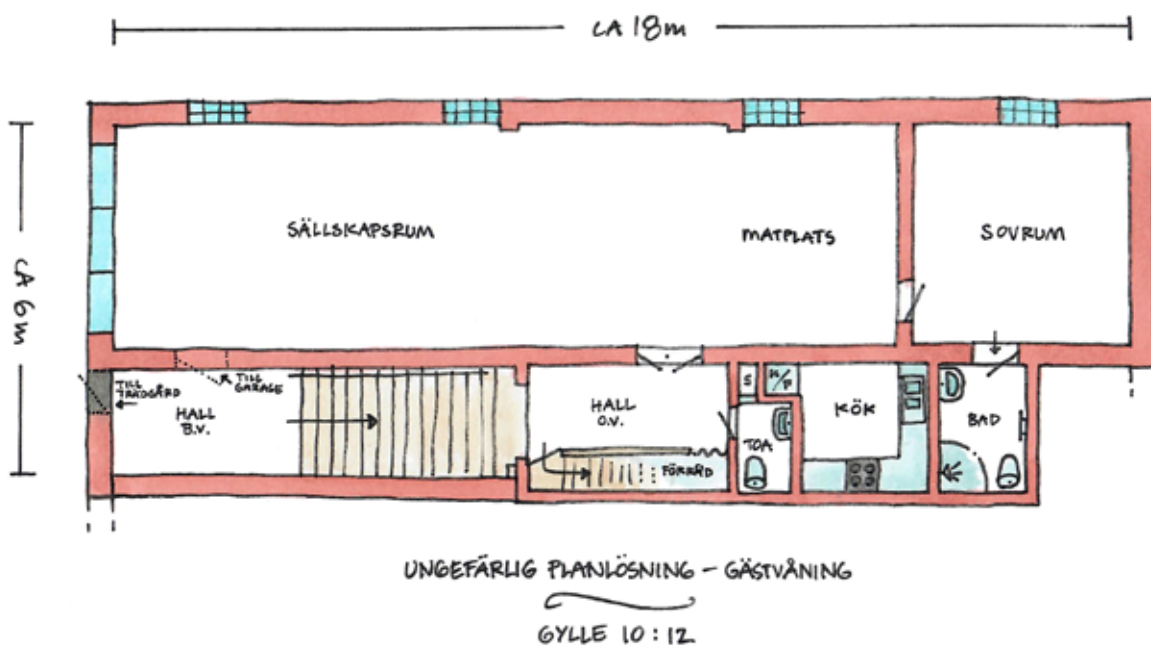 CA 18m
CA 6m
SÄLLSKAPSRUM
MATPLATS
SOVRUM
TILL
TRÄDGÅRD
TILL
GARAGE
HALL
B.V.
HALL
Ö.V.
S
K/F
KÖK
TOA
BAD
FÖRRÅD
UNGEFÄRLIG PLANLÖSNING – GÄSTVÅNING
GYLLE 10:12